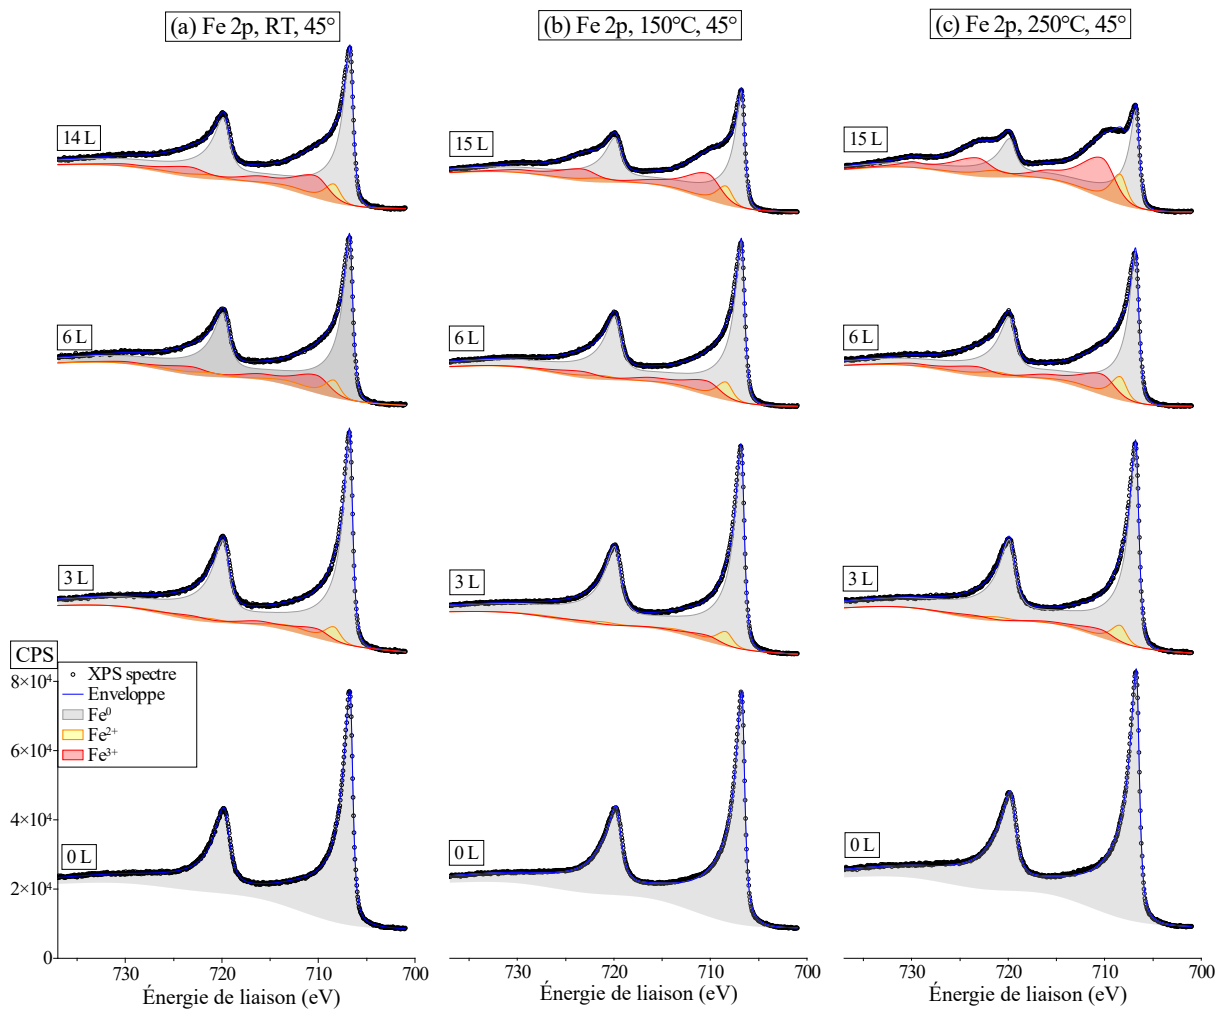 (a) Fe 2p, RT, 45°
(b) Fe 2p, 150°C, 45°
(c) Fe 2p, 250°C, 45°
14 L
15 L
15 L
6 L
6 L
6 L
3 L
3 L
3 L
CPS
XPS spectre
Enveloppe
Fe⁰
Fe²⁺
Fe³⁺
8×10⁴
6×10⁴
4×10⁴
2×10⁴
0
0 L
0 L
0 L
730 720 710 700
730 720 710 700
730 720 710 700
Énergie de liaison (eV)
Énergie de liaison (eV)
Énergie de liaison (eV)